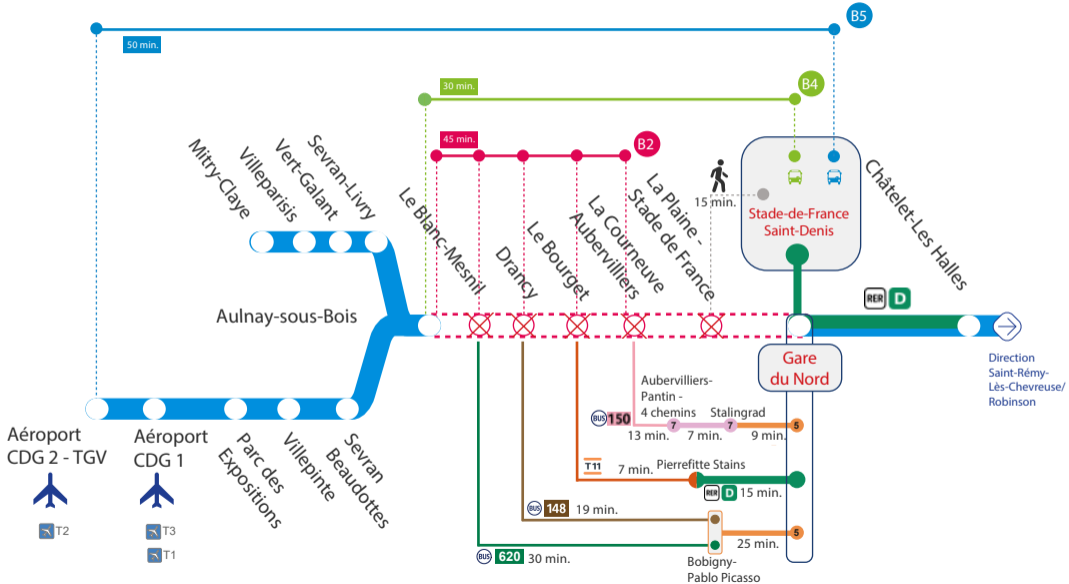 B5
50 min.
B4
30 min.
B2
45 min.
Mitry-Claye
Villeparisis
Vert-Galant
Sevran-Livry
Le Blanc-Mesnil
Drancy
Le Bourget
La Courneuve
Aubervilliers
La Plaine -
Stade de France
15 min.
Stade-de-France
Saint-Denis
Châtelet-Les Halles
Aulnay-sous-Bois
RER D
Gare
du Nord
Direction
Saint-Rémy-
Lès-Chevreuse/
Robinson
Aéroport
CDG 2 - TGV
T2
Aéroport
CDG 1
T3
T1
Parc des
Expositions
Villepinte
Sevran
Beaudottes
Aubervilliers-
Pantin -
4 chemins
Stalingrad
BUS 150
7
7
5
13 min.
7 min.
9 min.
T11
7 min.
Pierrefitte Stains
RER D 15 min.
BUS 148 19 min.
5
25 min.
BUS 620 30 min.
Bobigny-
Pablo Picasso